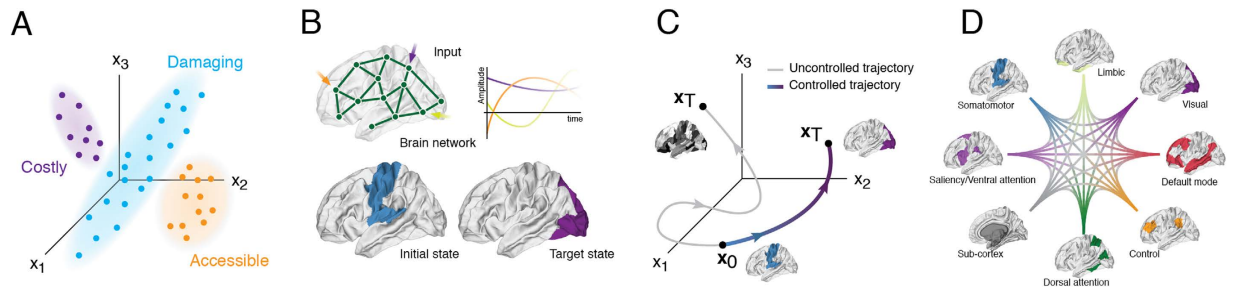 A
x3
Damaging
Costly
x2
x1
Accessible
B
Input
Amplitude
time
Brain network
Initial state
Target state
C
x3
Uncontrolled trajectory
Controlled trajectory
xT
xT
x2
x1
x0
D
Limbic
Somatomotor
Visual
Saliency/Ventral attention
Default mode
Sub-cortex
Control
Dorsal attention